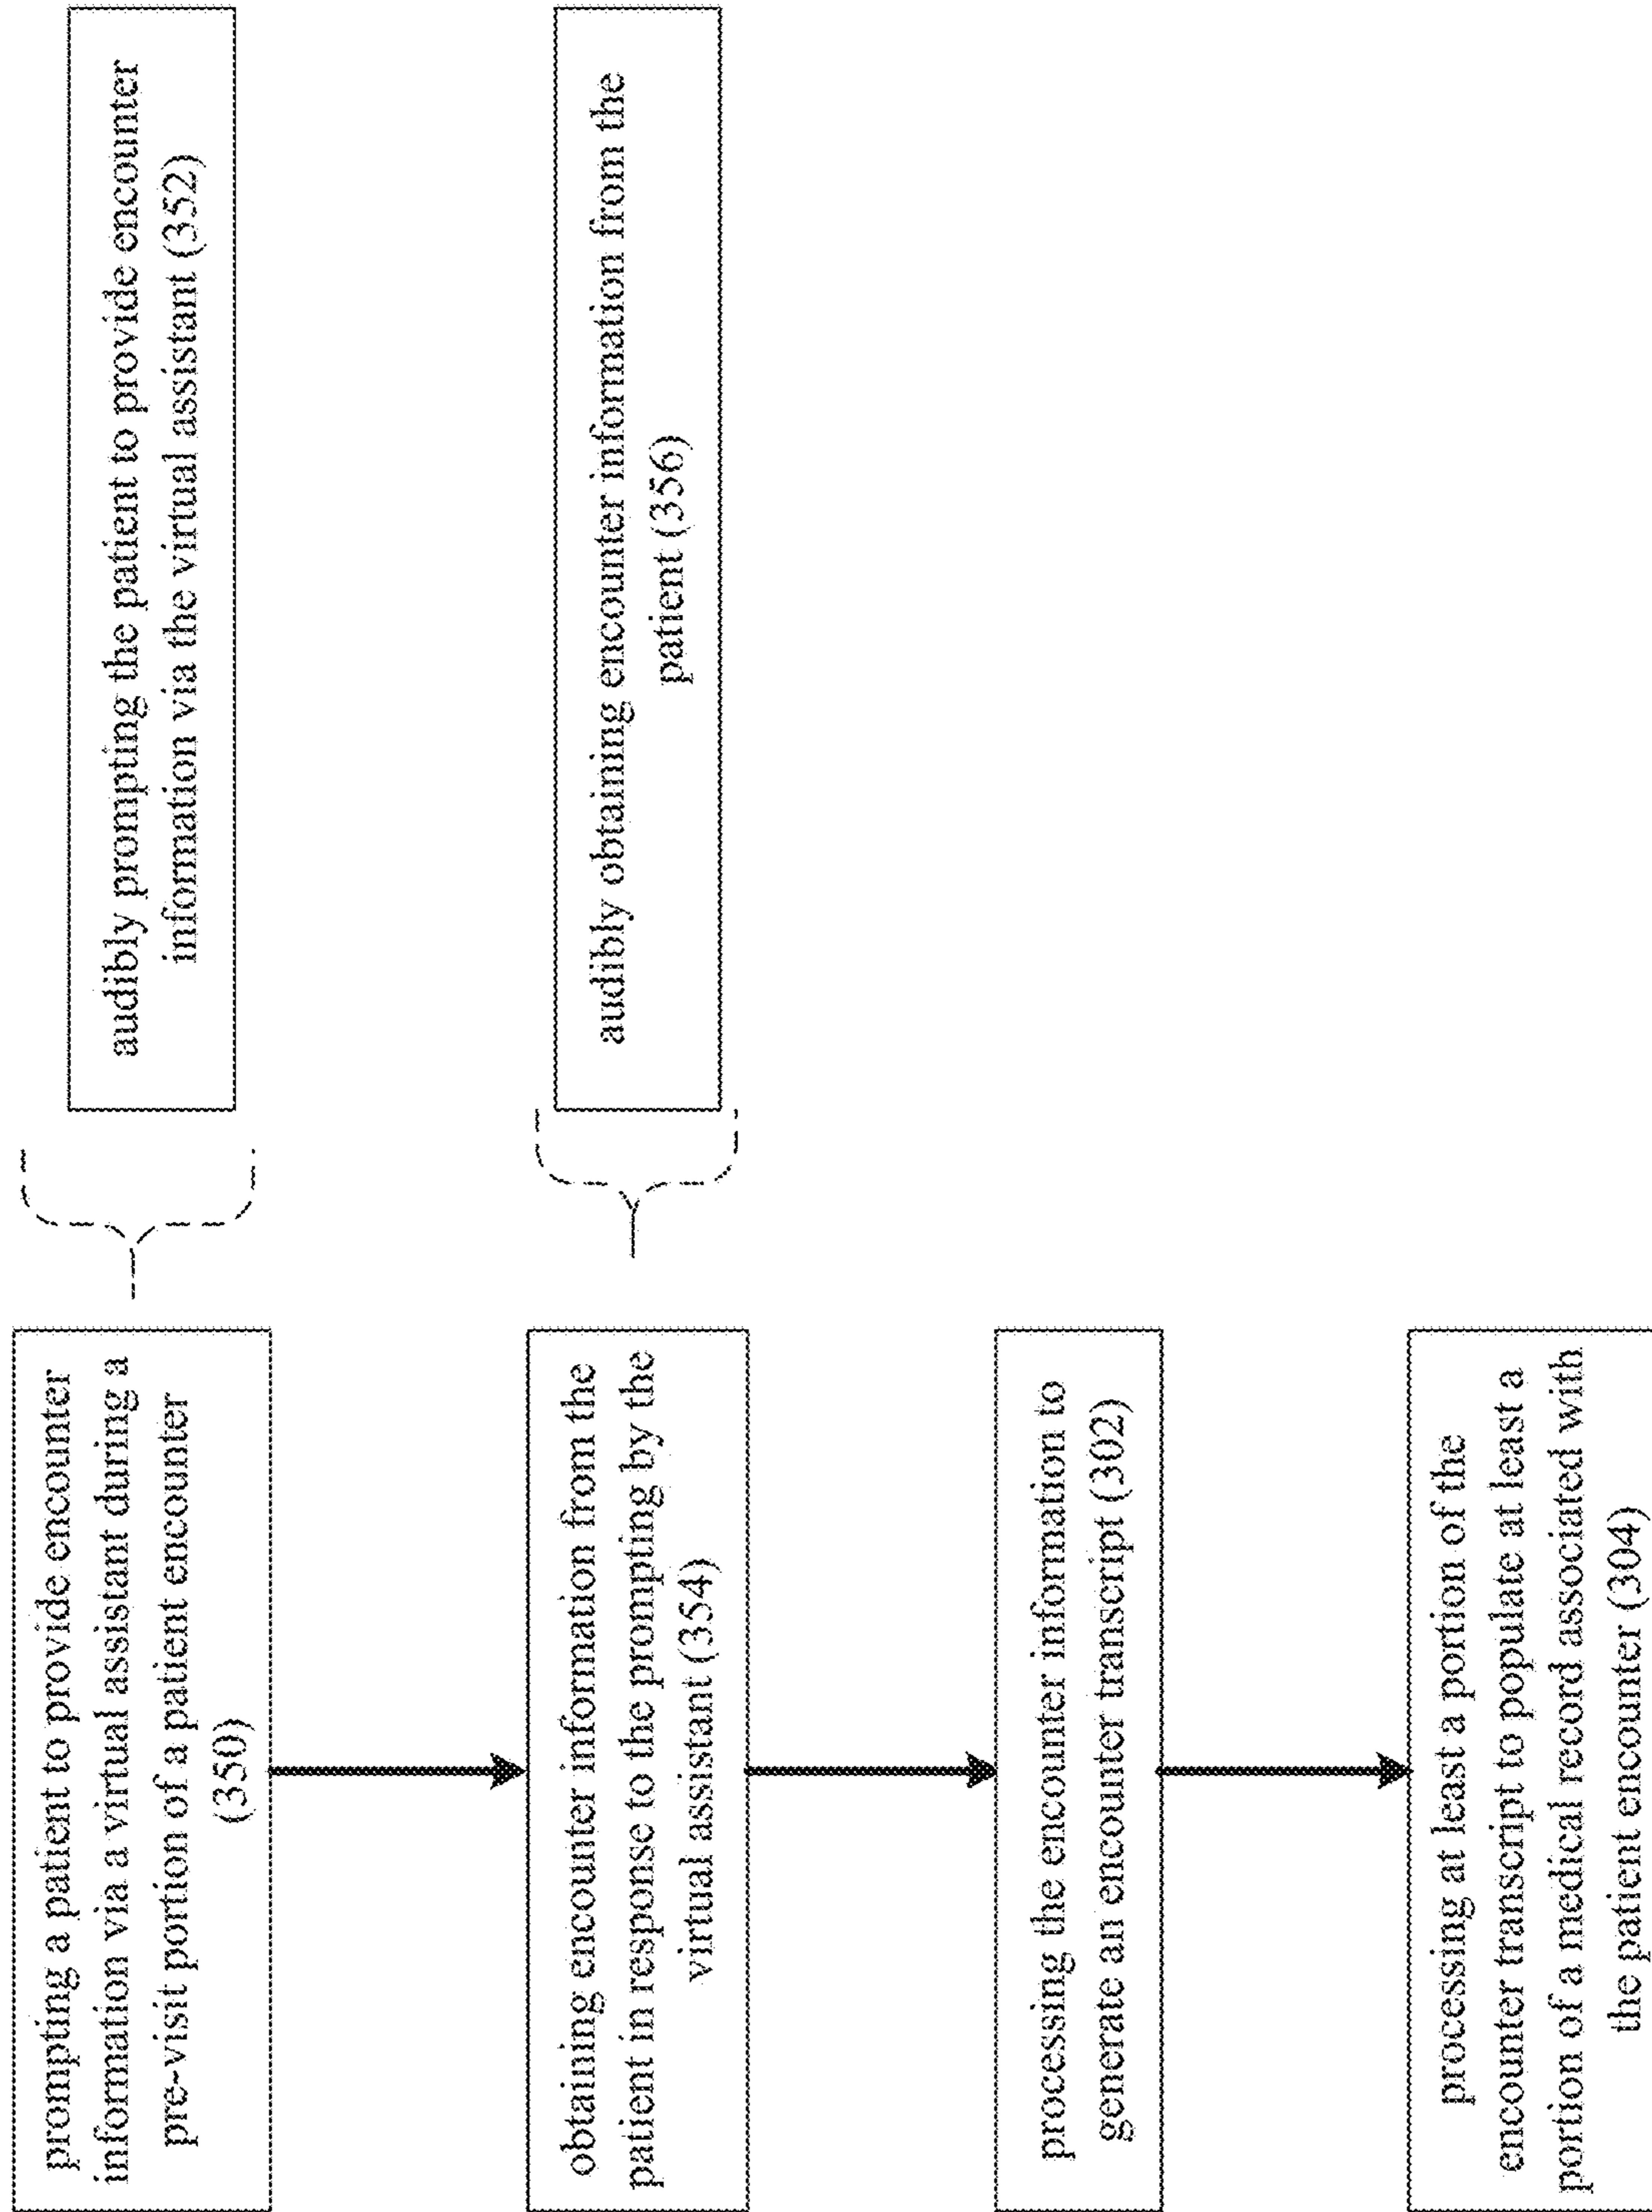 prompting a patient to provide encounter
information via a virtual assistant during a
pre-visit portion of a patient encounter
(350)
audibly prompting the patient to provide encounter
information via the virtual assistant (352)
obtaining encounter information from the
patient in response to the prompting by the
virtual assistant (354)
audibly obtaining encounter information from the
patient (356)
processing the encounter information to
generate an encounter transcript (302)
processing at least a portion of the
encounter transcript to populate at least a
portion of a medical record associated with
the patient encounter (304)